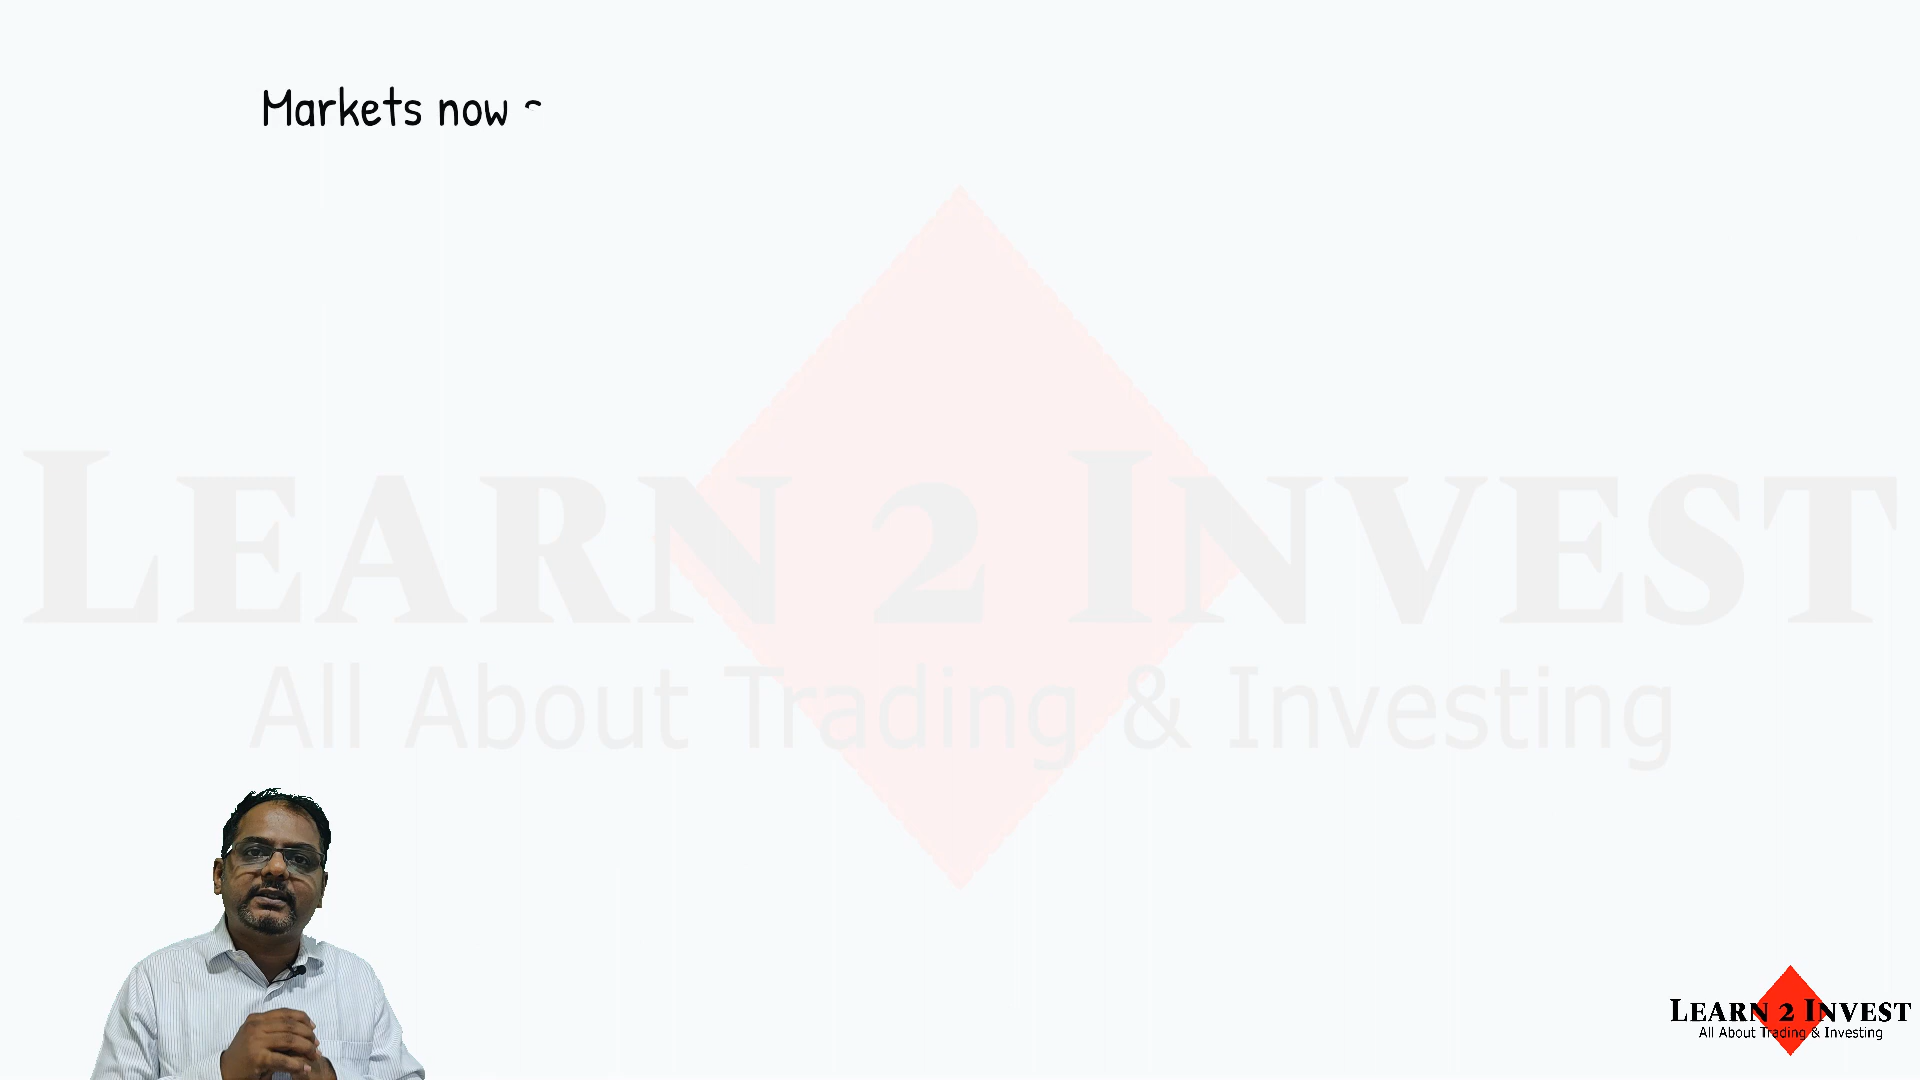 Markets now
LEARN 2 INVEST
All About Trading & Investing
LEARN 2 INVEST
All About Trading & Investing